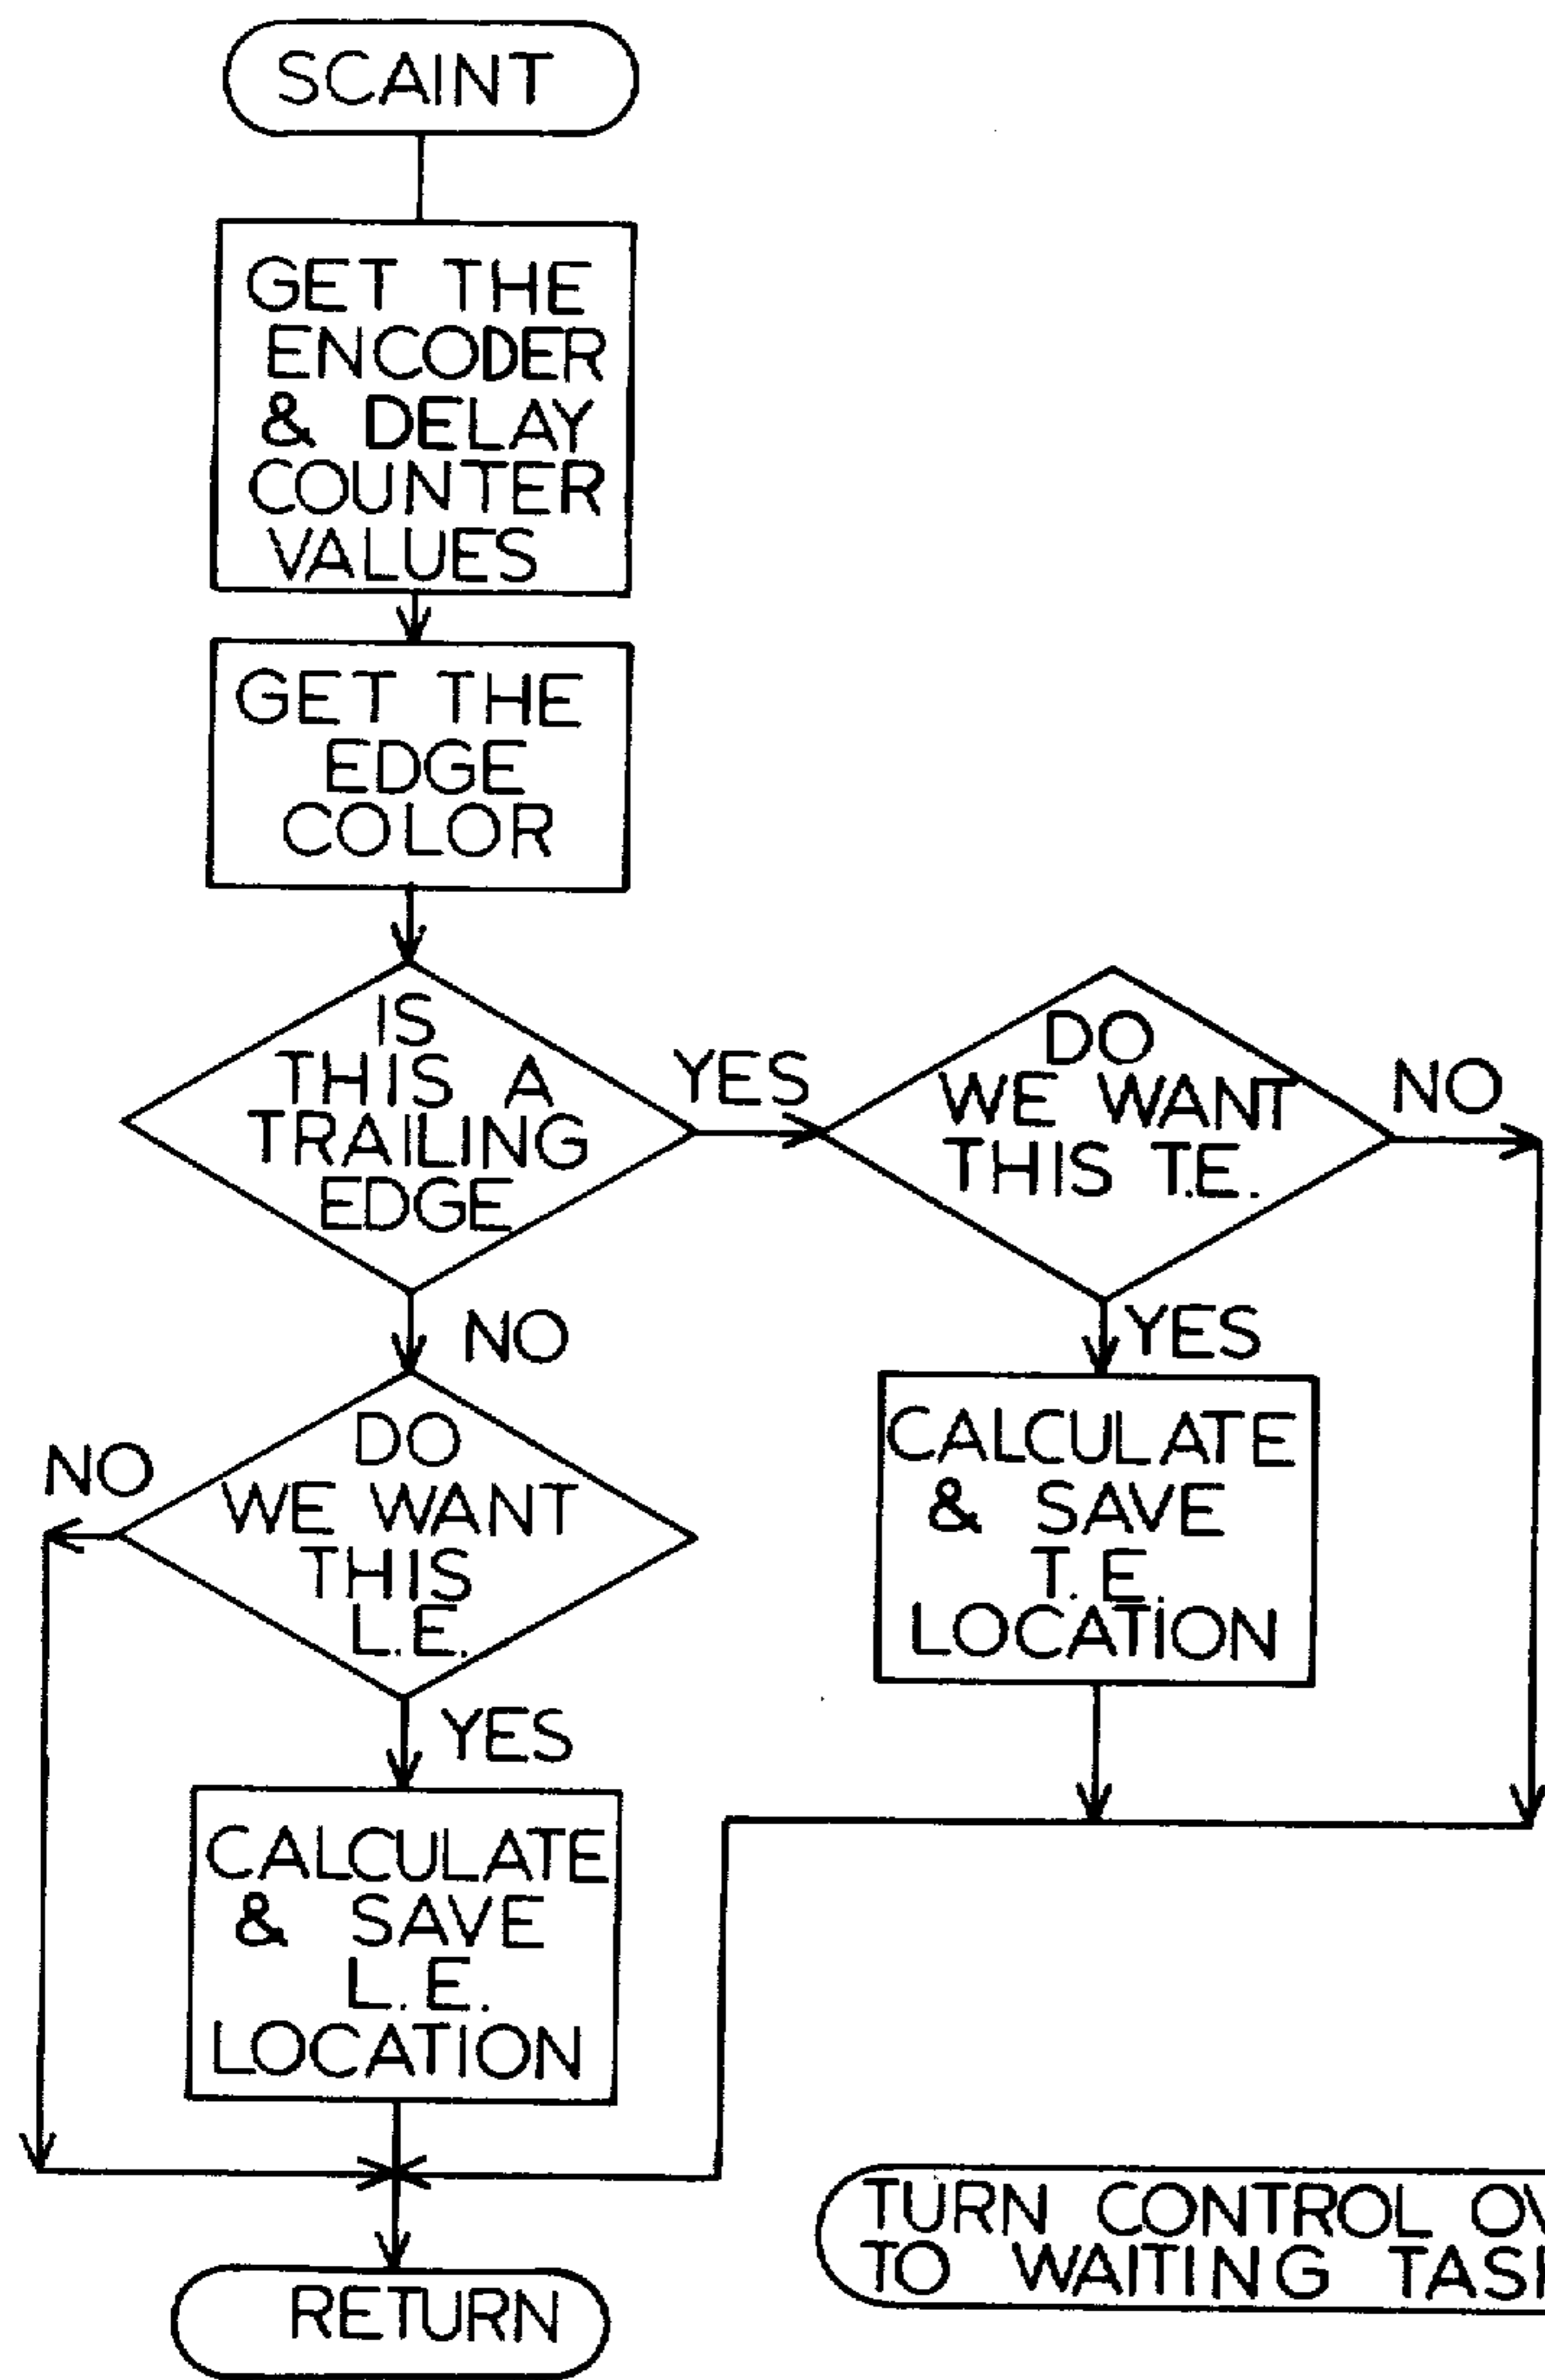 SCAINT
GET THE
ENCODER
& DELAY
COUNTER
VALUES
GET THE
EDGE
COLOR
IS
THIS A
TRAILING
EDGE
YES
DO
WE WANT
THIS T.E.
NO
NO
YES
DO
WE WANT
THIS
L.E.
NO
CALCULATE
& SAVE
T.E.
LOCATION
YES
CALCULATE
& SAVE
L.E.
LOCATION
TURN CONTROL
TO WAITING
RETURN